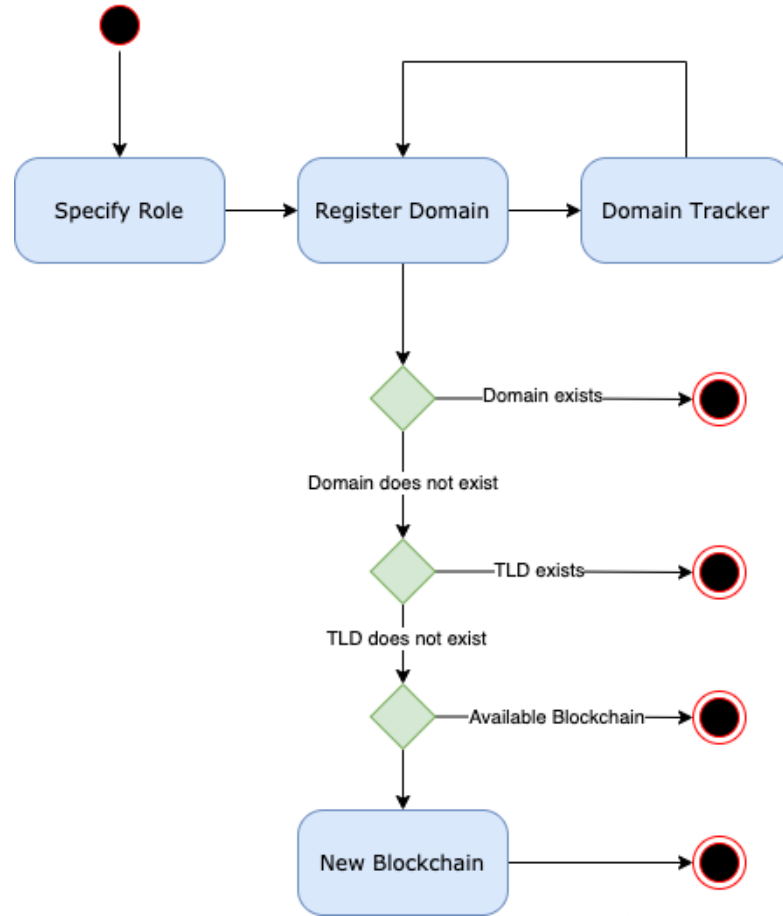 Specify Role
Register Domain
Domain Tracker
Domain exists
Domain does not exist
TLD exists
TLD does not exist
Available Blockchain
New Blockchain